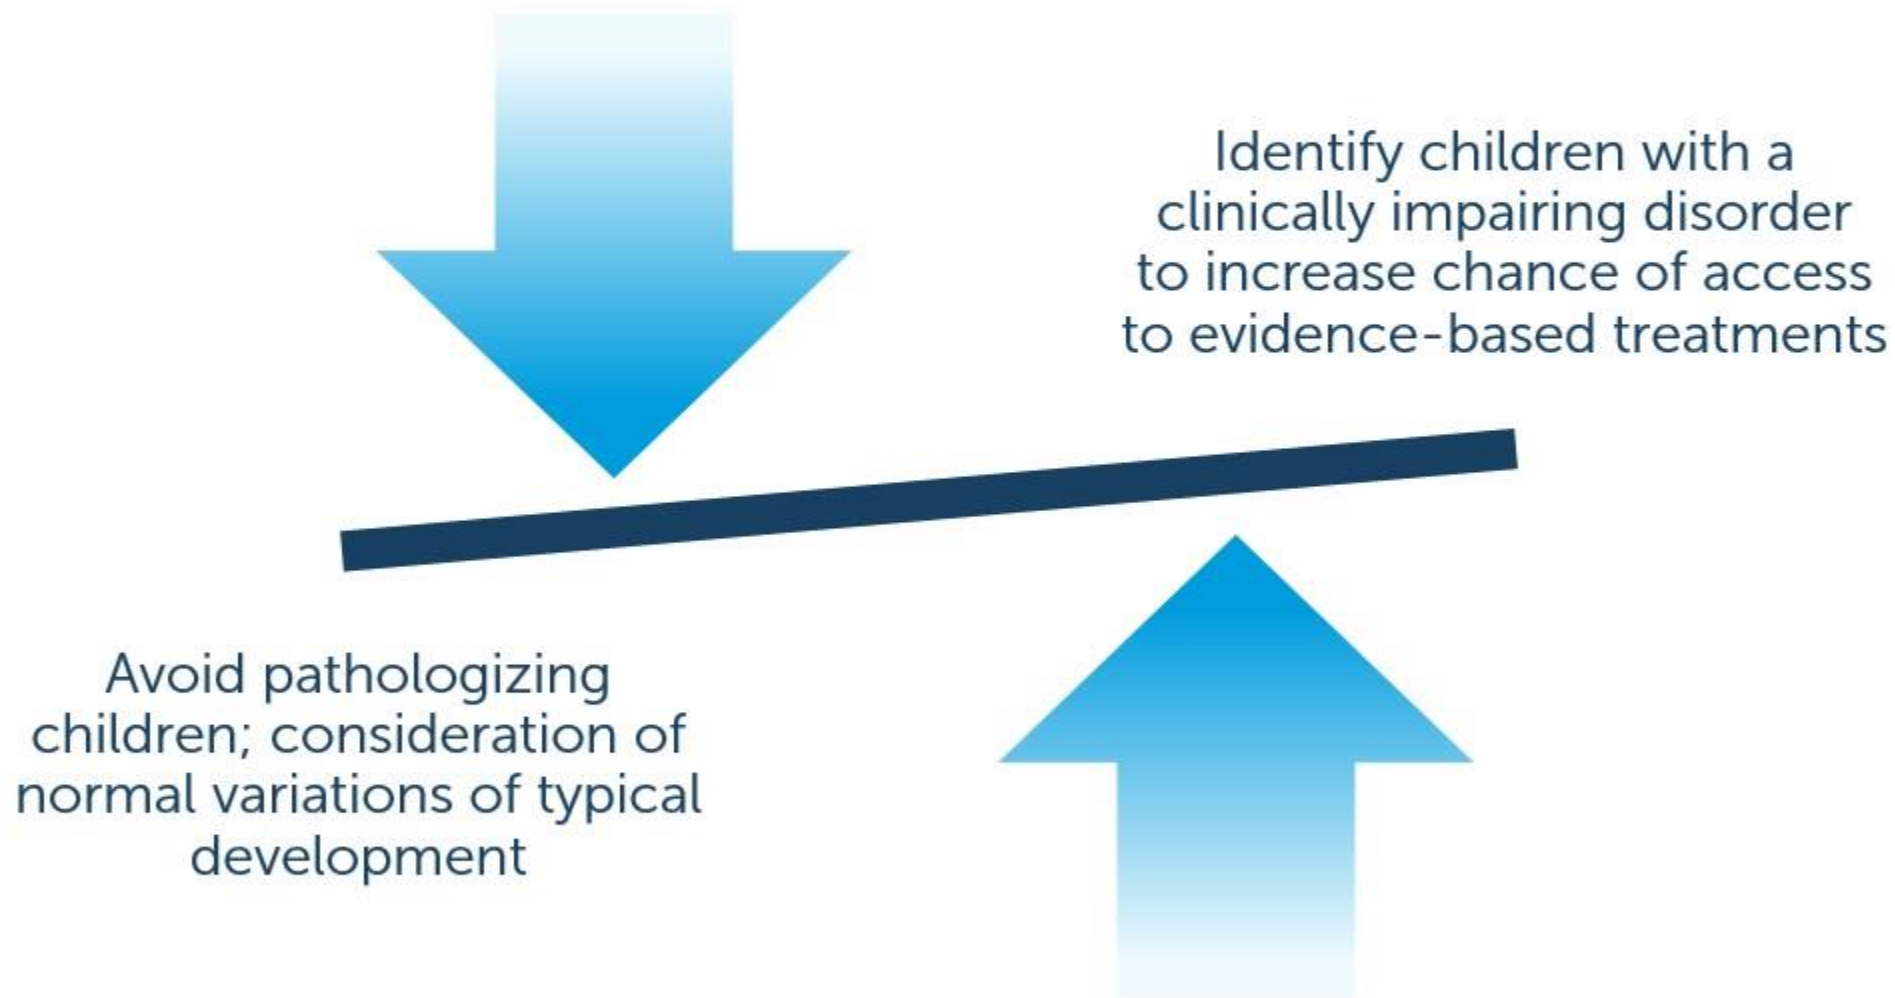 Identify children with a
clinically impairing disorder
to increase chance of access
to evidence-based treatments
Avoid pathologizing
children; consideration of
normal variations of typical
development